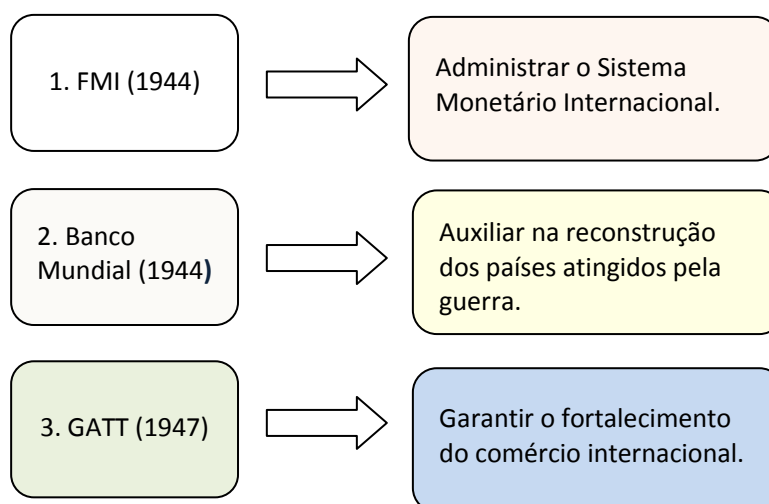 1. FMI (1944)
Administrar o Sistema
Monetário Internacional.
2. Banco
Mundial (1944)
Auxiliar na reconstrução
dos países atingidos pela
guerra.
3. GATT (1947)
Garantir o fortalecimento
do comércio internacional.